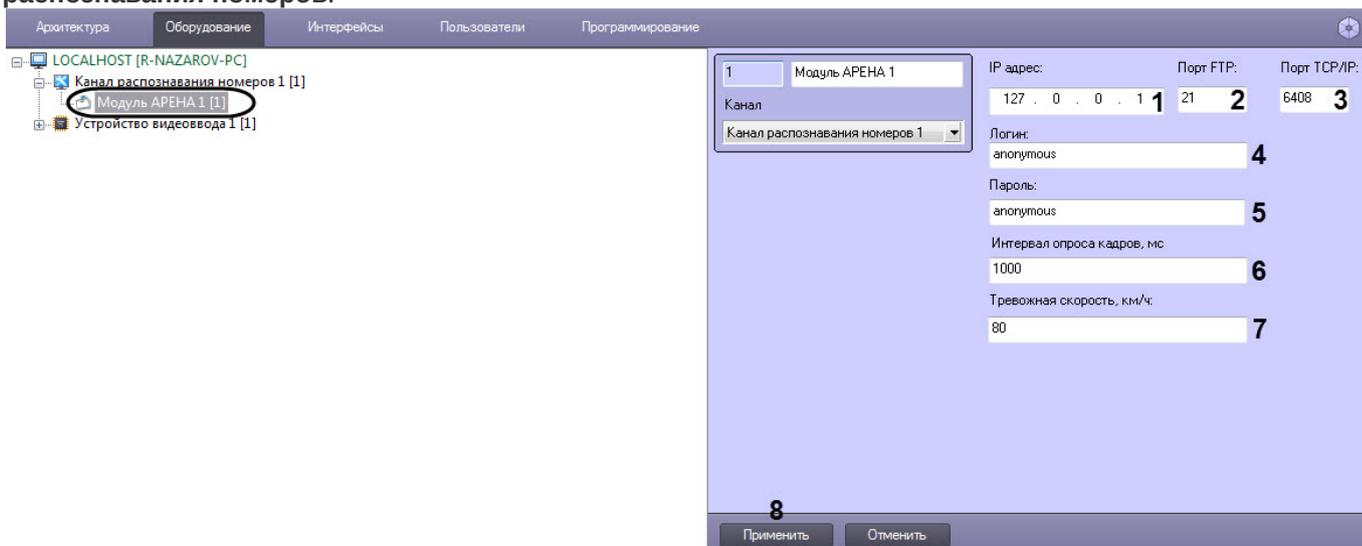 распознавания номеров.
Архитектура Оборудование Интерфейсы Пользователи Программирование
LOCALHOST [R-NAZAROV-PC]
Канал распознавания номеров 1 [1]
Модуль АРЕНА 1 [1]
Устройство видеоввода 1 [1]
1 Модуль АРЕНА 1
Канал
Канал распознавания номеров 1
IP адрес: Порт FTP: Порт TCP/IP:
127 . 0 . 0 . 1 1 21 2 6408 3
Логин:
anonymous 4
Пароль:
anonymous 5
Интервал опроса кадров, мс
1000 6
Тревожная скорость, км/ч:
80 7
8
Применить Отменить